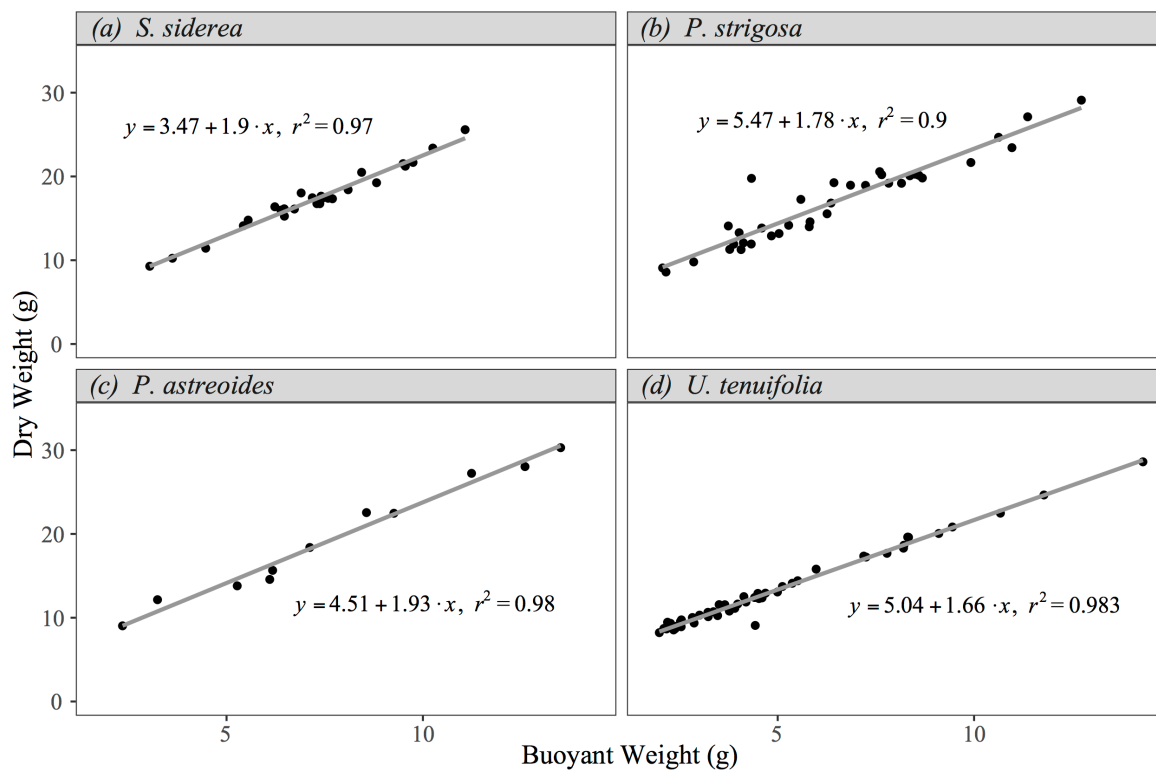 (a) S. siderea
(b) P. strigosa
y = 3.47 + 1.9 · x, r² = 0.97
y = 5.47 + 1.78 · x, r² = 0.9
30
20
10
0
(c) P. astreoides
(d) U. tenuifolia
y = 4.51 + 1.93 · x, r² = 0.98
y = 5.04 + 1.66 · x, r² = 0.983
30
20
10
0
5
10
5
10
Dry Weight (g)
Buoyant Weight (g)